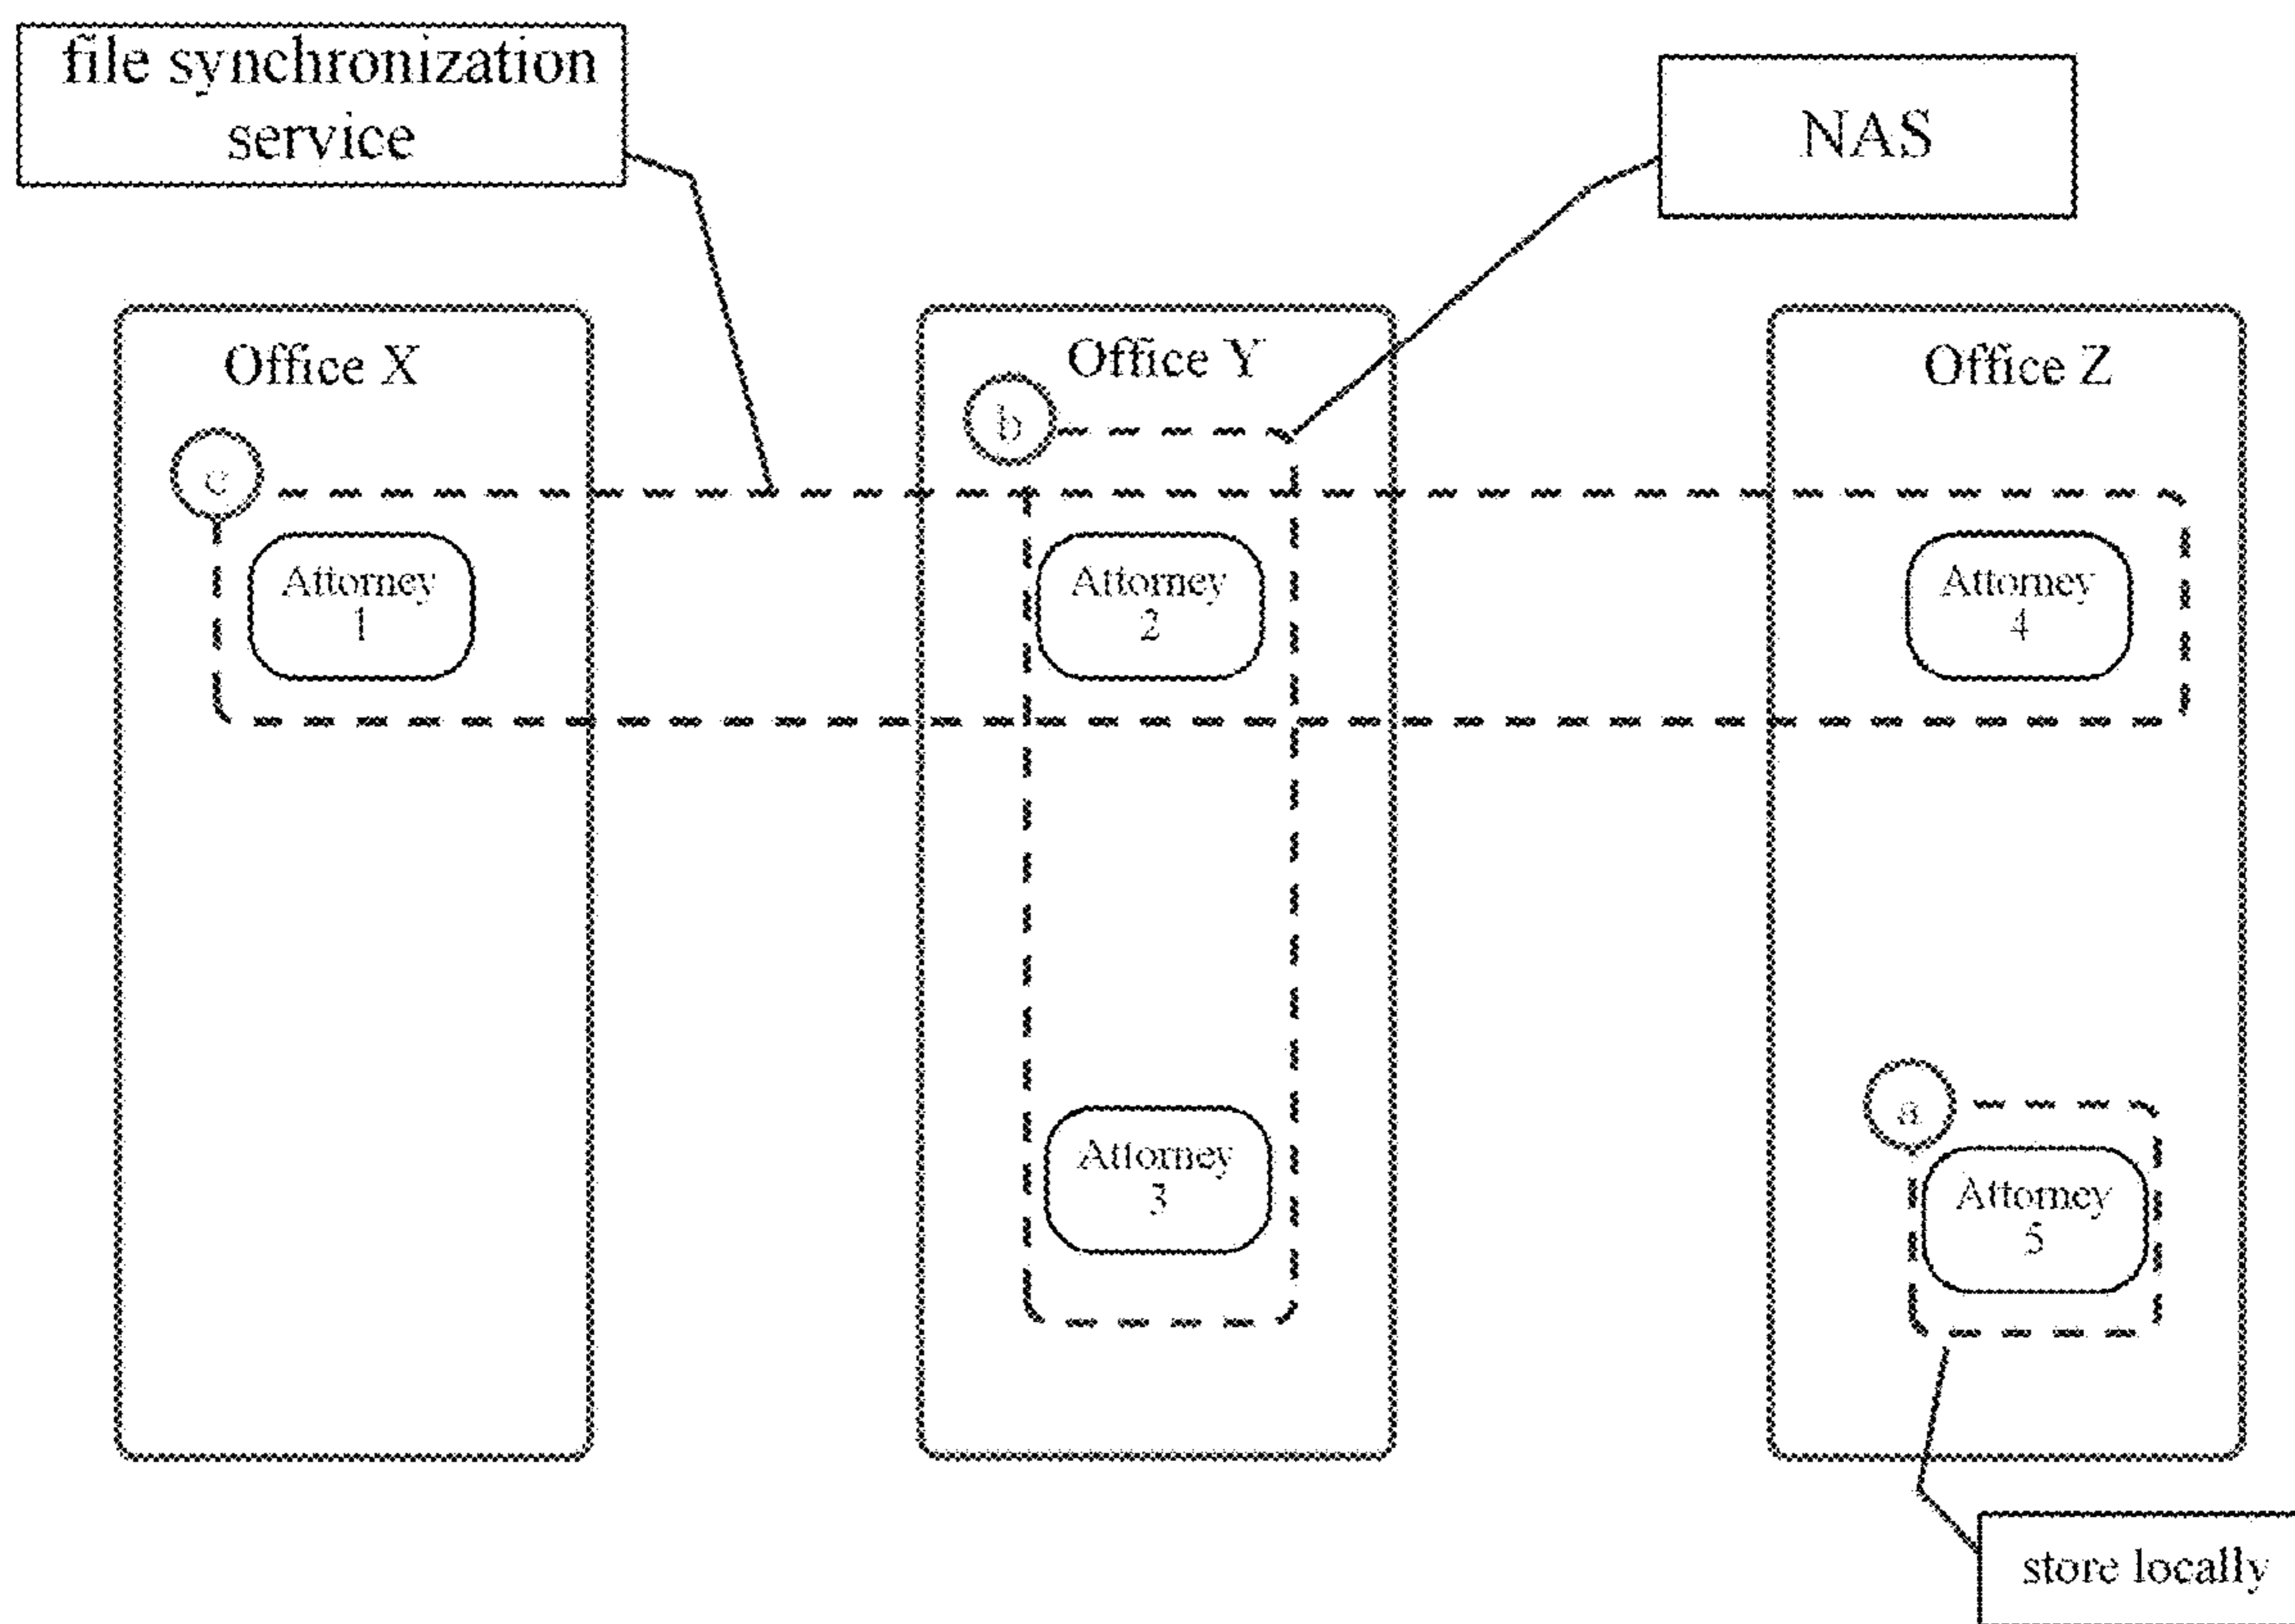 file synchronization
service
NAS
Office X
Office Y
Office Z
c
b
Attorney
1
Attorney
2
Attorney
4
Attorney
3
a
Attorney
5
store locally